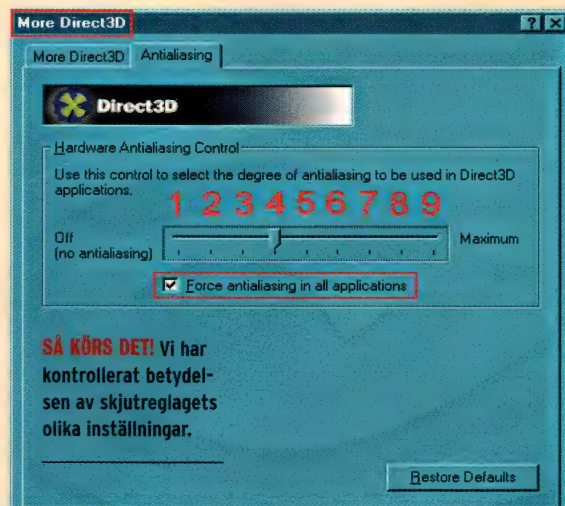 More Direct3D
More Direct3D Antialiasing
Direct3D
Hardware Antialiasing Control
Use this control to select the degree of antialiasing to be used in Direct3D
applications.
1 2 3 4 5 6 7 8 9
Off
(no antialiasing)
Maximum
Force antialiasing in all applications
SÅ KÖRS DET! Vi har
kontrollerat betydel-
sen av skjutreglagets
olika inställningar.
Restore Defaults